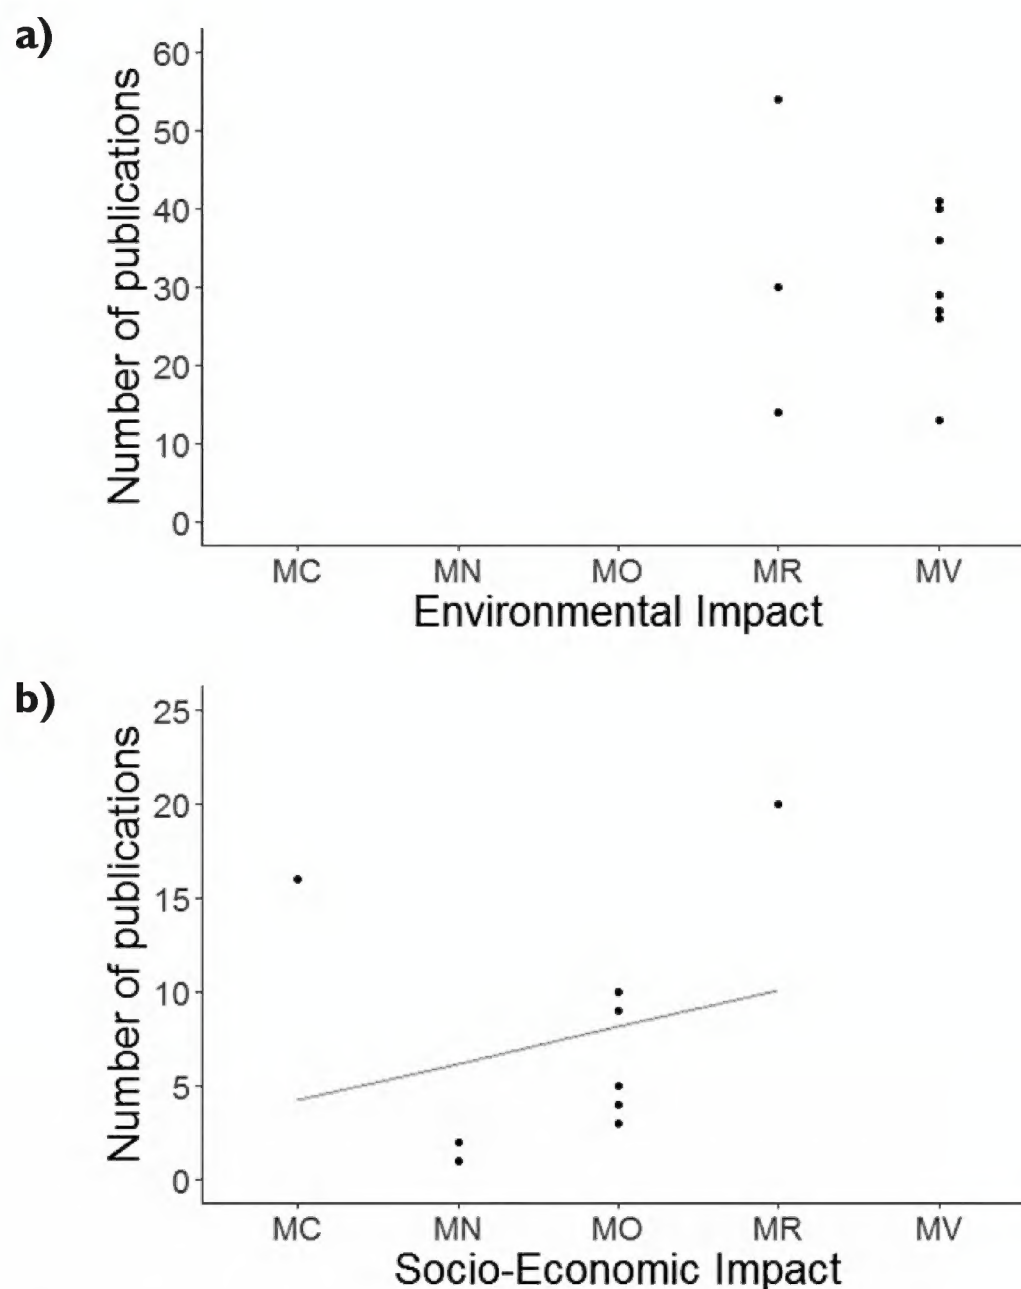 a)
Number of publications
60
50
40
30
20
10
0
MC MN MO MR MV
Environmental Impact
b)
Number of publications
25
20
15
10
5
0
MC MN MO MR MV
Socio-Economic Impact